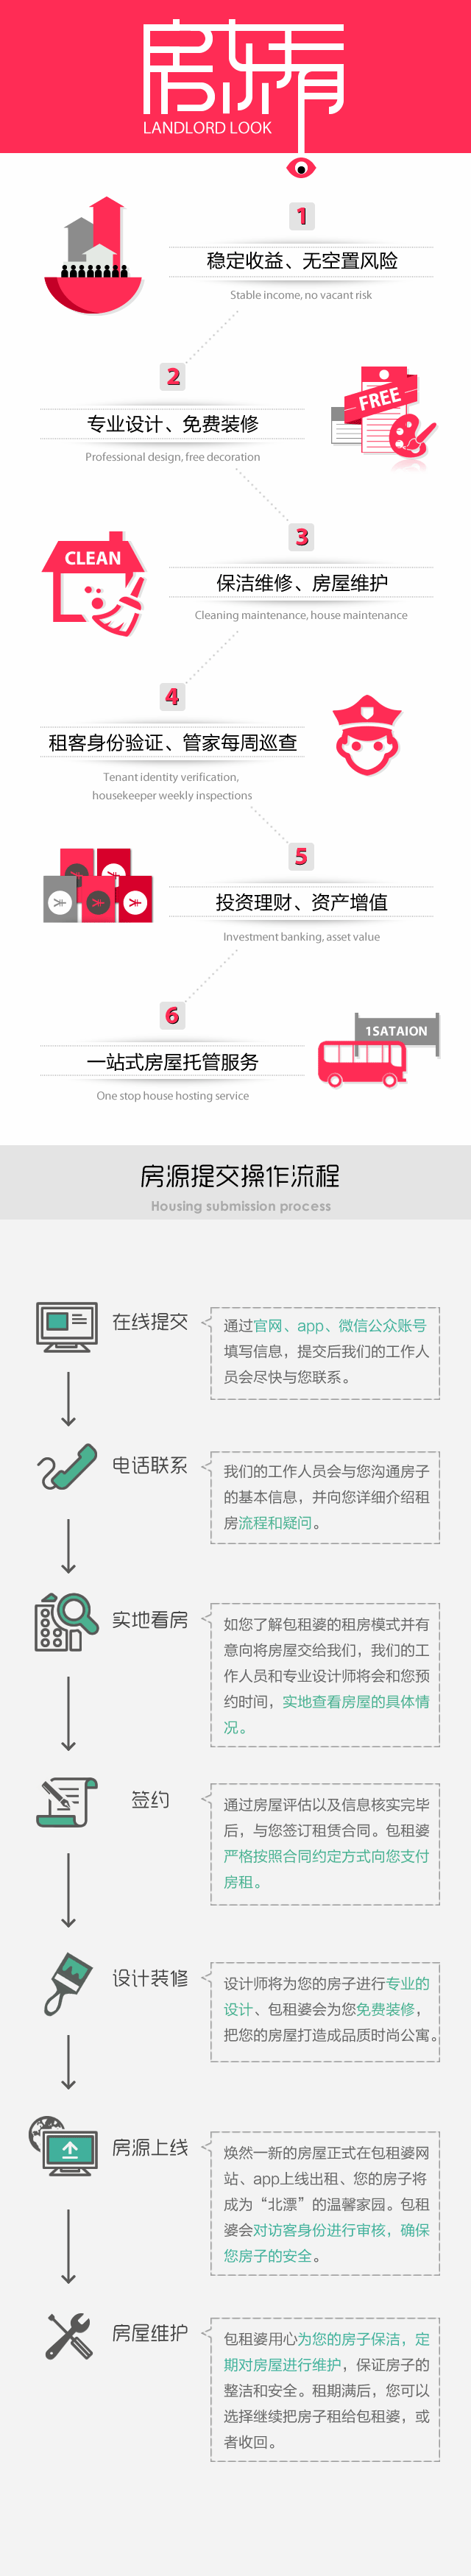 房东看
LANDLORD LOOK
1
稳定收益、无空置风险
Stable income, no vacant risk
2
FREE
专业设计、免费装修
Professional design, free decoration
3
CLEAN
保洁维修、房屋维护
Cleaning maintenance, house maintenance
4
租客身份验证、管家每周巡查
Tenant identity verification,
housekeeper weekly inspections
5
投资理财、资产增值
Investment banking, asset value
6
1SATAION
一站式房屋托管服务
One stop house hosting service
房源提交操作流程
Housing submission process
在线提交
通过官网、app、微信公众账号
填写信息，提交后我们的工作人
员会尽快与您联系。
电话联系
我们的工作人员会与您沟通房子
的基本信息，并向您详细介绍租
房流程和疑问。
实地看房
如您了解包租婆的租房模式并有
意向将房屋交给我们，我们的工
作人员和专业设计师将会和您预
约时间，实地查看房屋的具体情
况。
签约
通过房屋评估以及信息核实完毕
后，与您签订租赁合同。包租婆
严格按照合同约定方式向您支付
房租。
设计装修
设计师将为您的房子进行专业的
设计、包租婆会为您免费装修，
把您的房屋打造成品质时尚公寓。
房源上线
焕然一新的房屋正式在包租婆网
站、app上线出租、您的房子将
成为“北漂”的温馨家园。包租
婆会对访客身份进行审核，确保
您房子的安全。
房屋维护
包租婆用心为您的房子保洁，定
期对房屋进行维护，保证房子的
整洁和安全。租期满后，您可以
选择继续把房子租给包租婆，或
者收回。